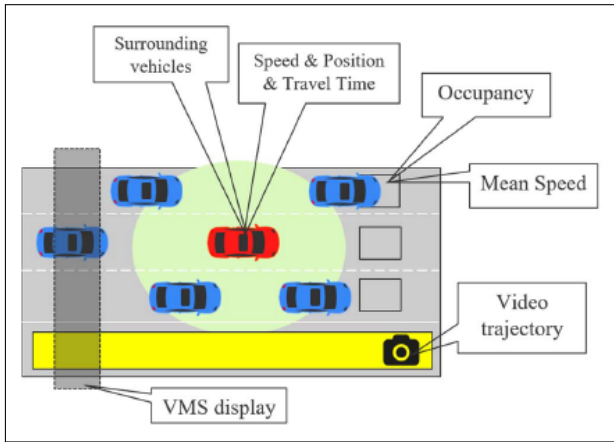 Surrounding
vehicles
Speed & Position
& Travel Time
Occupancy
Mean Speed
Video
trajectory
VMS display